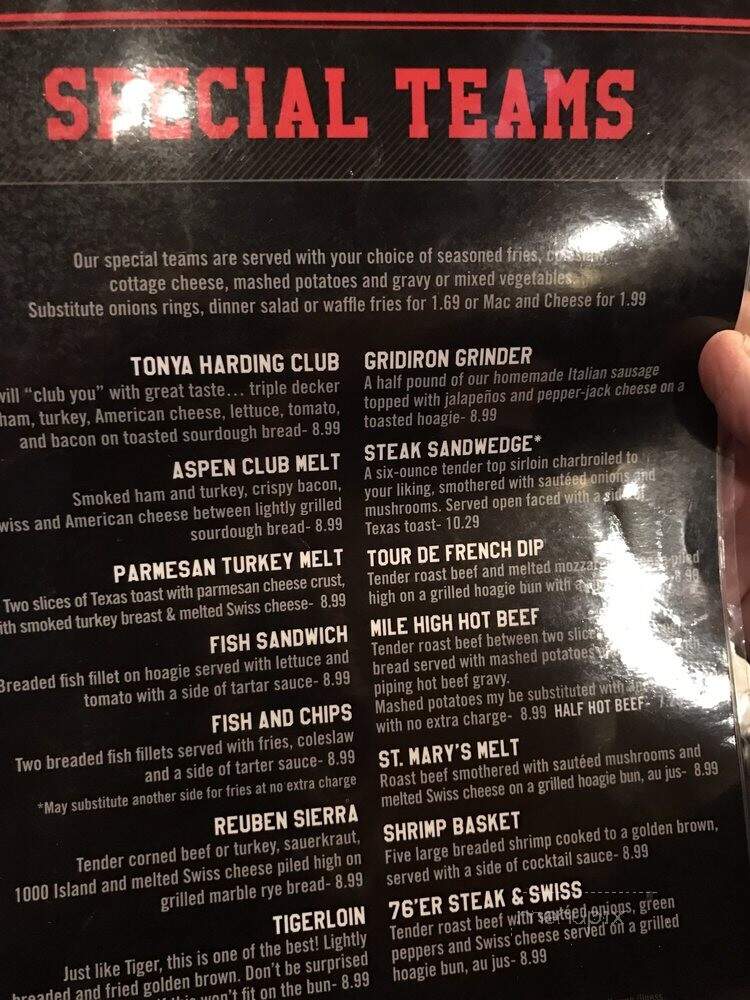 SPECIAL TEAMS
Our special teams are served with your choice of seasoned fries,
cottage cheese, mashed potatoes and gravy or mixed vegetables.
Substitute onions rings, dinner salad or waffle fries for 1.69 or Mac and Cheese for 1.99
TONYA HARDING CLUB
will "club you" with great taste... triple decker
ham, turkey, American cheese, lettuce, tomato,
and bacon on toasted sourdough bread- 8.99
ASPEN CLUB MELT
Smoked ham and turkey, crispy bacon,
and American cheese between lightly grilled
sourdough bread- 8.99
PARMESAN TURKEY MELT
Two slices of Texas toast with parmesan cheese crust,
with smoked turkey breast & melted Swiss cheese- 8.99
FISH SANDWICH
Breaded fish fillet on hoagie served with lettuce and
tomato with a side of tartar sauce- 8.99
FISH AND CHIPS
Two breaded fish fillets served with fries, coleslaw
and a side of tarter sauce- 8.99
*May substitute another side for fries at no extra charge
REUBEN SIERRA
Tender corned beef or turkey, sauerkraut,
1000 Island and melted Swiss cheese piled high on
grilled marble rye bread- 8.99
TIGERLOIN
Just like Tiger, this is one of the best! Lightly
breaded and fried golden brown. Don't be surprised
if this won't fit on the bun- 8.99
GRIDIRON GRINDER
A half pound of our homemade Italian sausage
topped with jalapeños and pepper-jack cheese on a
toasted hoagie- 8.99
STEAK SANDWEDGE*
A six-ounce tender top sirloin charbroiled to
your liking, smothered with sautéed onions and
mushrooms. Served open faced with a side of
Texas toast- 10.29
TOUR DE FRENCH DIP
Tender roast beef and melted piled
high on a grilled hoagie bun with 8.99
MILE HIGH HOT BEEF
Tender roast beef between two
bread served with mashed potatoes
piping hot beef gravy.
Mashed potatoes my be substituted with
with no extra charge- 8.99 HALF HOT BEEF-
ST. MARY'S MELT
Roast beef smothered with sautéed mushrooms and
melted Swiss cheese on a grilled hoagie bun, au jus- 8.99
SHRIMP BASKET
Five large breaded shrimp cooked to a golden brown,
served with a side of cocktail sauce- 8.99
76'ER STEAK & SWISS
Tender roast beef with sautéed onions, green
peppers and Swiss cheese served on a grilled
hoagie bun, au jus- 8.99
menupix